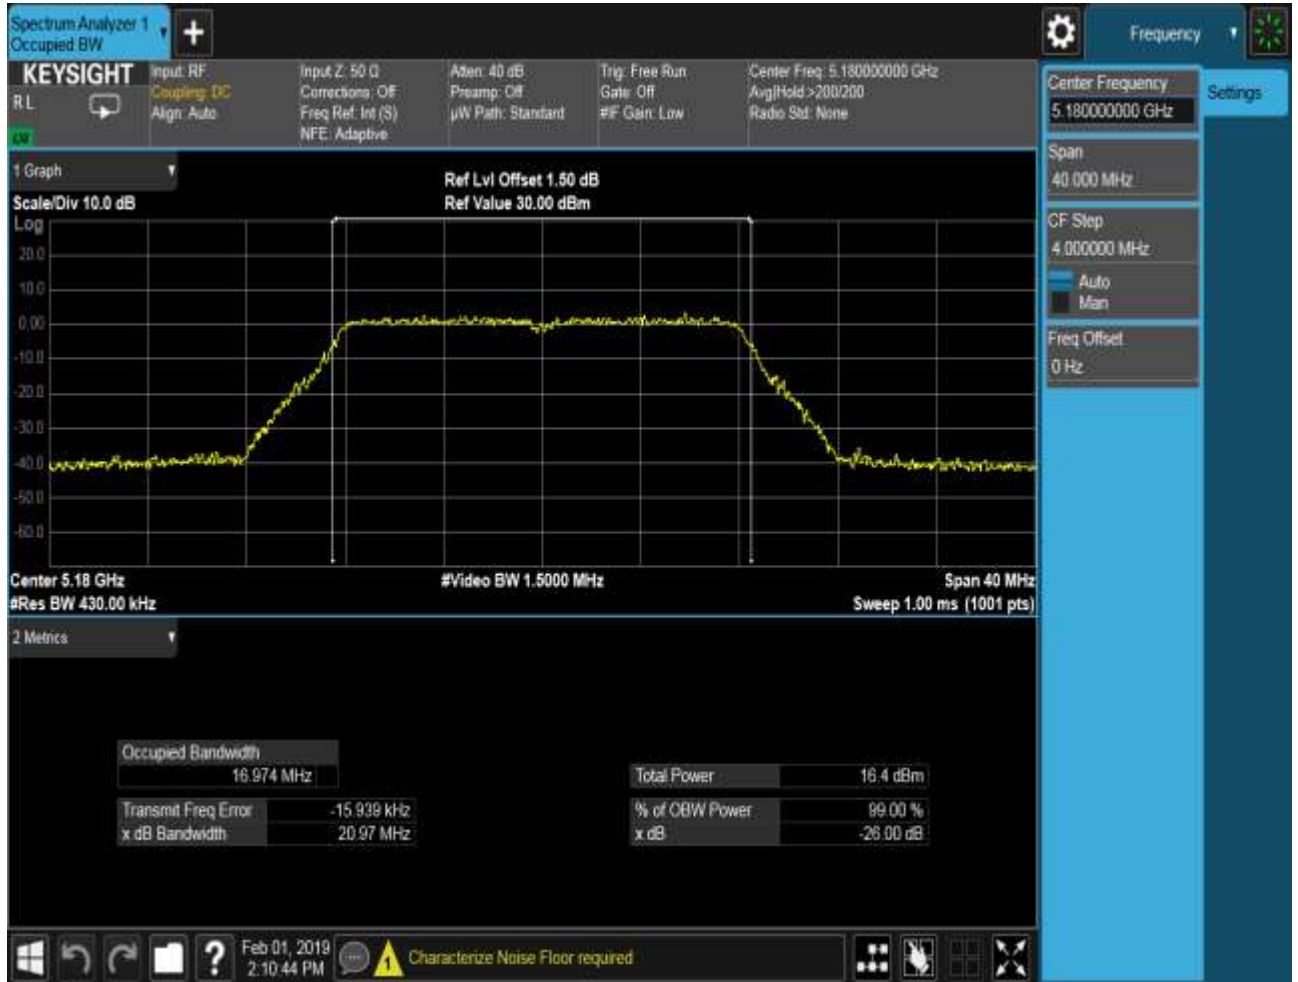 Spectrum Analyzer 1
Occupied BW
Frequency
KEYSIGHT
RL
Input: RF
Coupling: DC
Align: Auto
Input Z: 50 Ω
Corrections: Off
Freq Ref: Int (S)
NFE: Adaptive
Atten: 40 dB
Preamp: Off
µW Path: Standard
Trig: Free Run
Gate: Off
#IF Gain: Low
Center Freq: 5.180000000 GHz
Avg|Hold:>200/200
Radio Std: None
Center Frequency
5.180000000 GHz
Settings
Span
40.000 MHz
CF Step
4.000000 MHz
Auto
Man
Freq Offset
0 Hz
1 Graph
Scale/Div 10.0 dB
Ref Lvl Offset 1.50 dB
Ref Value 30.00 dBm
Log
20.0
10.0
0.00
-10.0
-20.0
-30.0
-40.0
-50.0
-60.0
Center 5.18 GHz
#Res BW 430.00 kHz
#Video BW 1.5000 MHz
Span 40 MHz
Sweep 1.00 ms (1001 pts)
2 Metrics
Occupied Bandwidth
16.974 MHz
Transmit Freq Error -15.939 kHz
x dB Bandwidth 20.97 MHz
Total Power 16.4 dBm
% of OBW Power 99.00 %
x dB -26.00 dB
?
Feb 01, 2019
2:10:44 PM
1
Characterize Noise Floor required